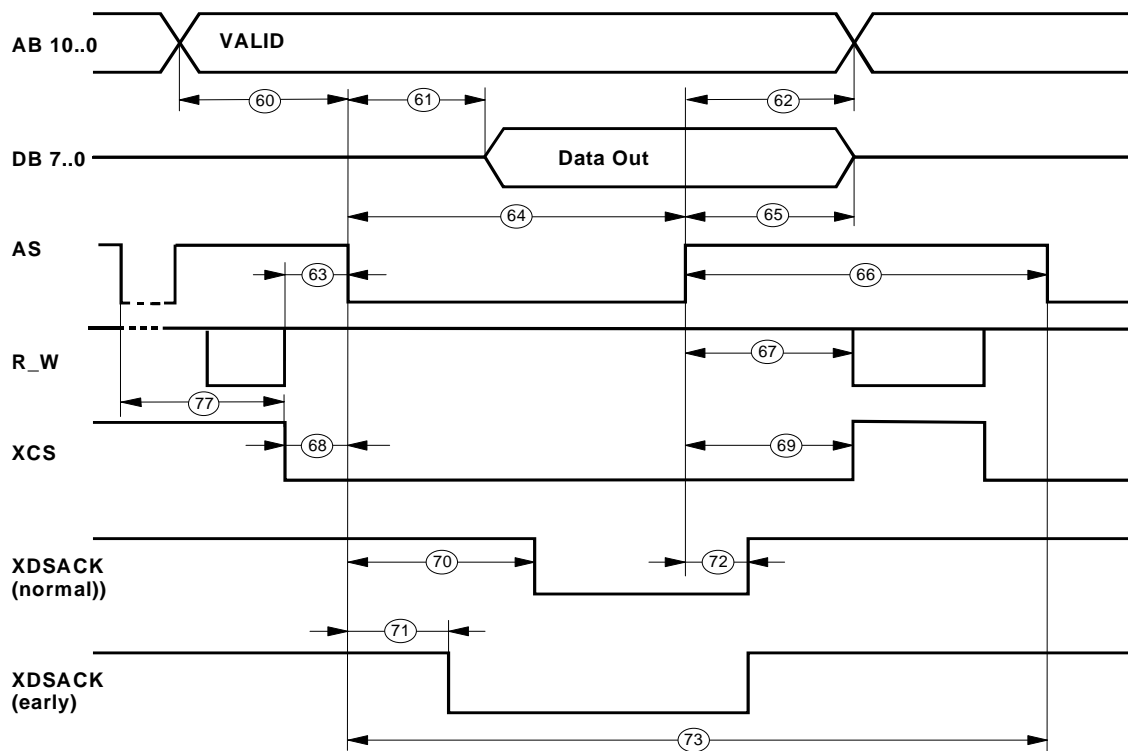 AB 10..0
VALID
60
61
62
DB 7..0
Data Out
64
65
AS
63
66
R_W
67
77
XCS
68
69
XDSACK
(normal))
70
72
71
XDSACK
(early)
73